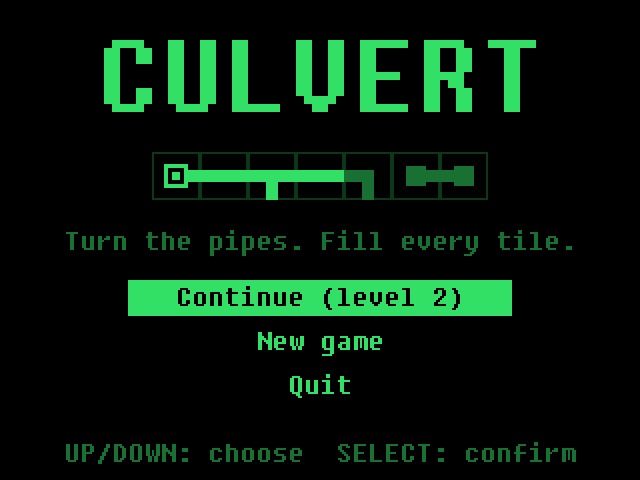 CULVERT
Turn the pipes. Fill every tile.
Continue (level 2)
New game
Quit
UP/DOWN: choose  SELECT: confirm